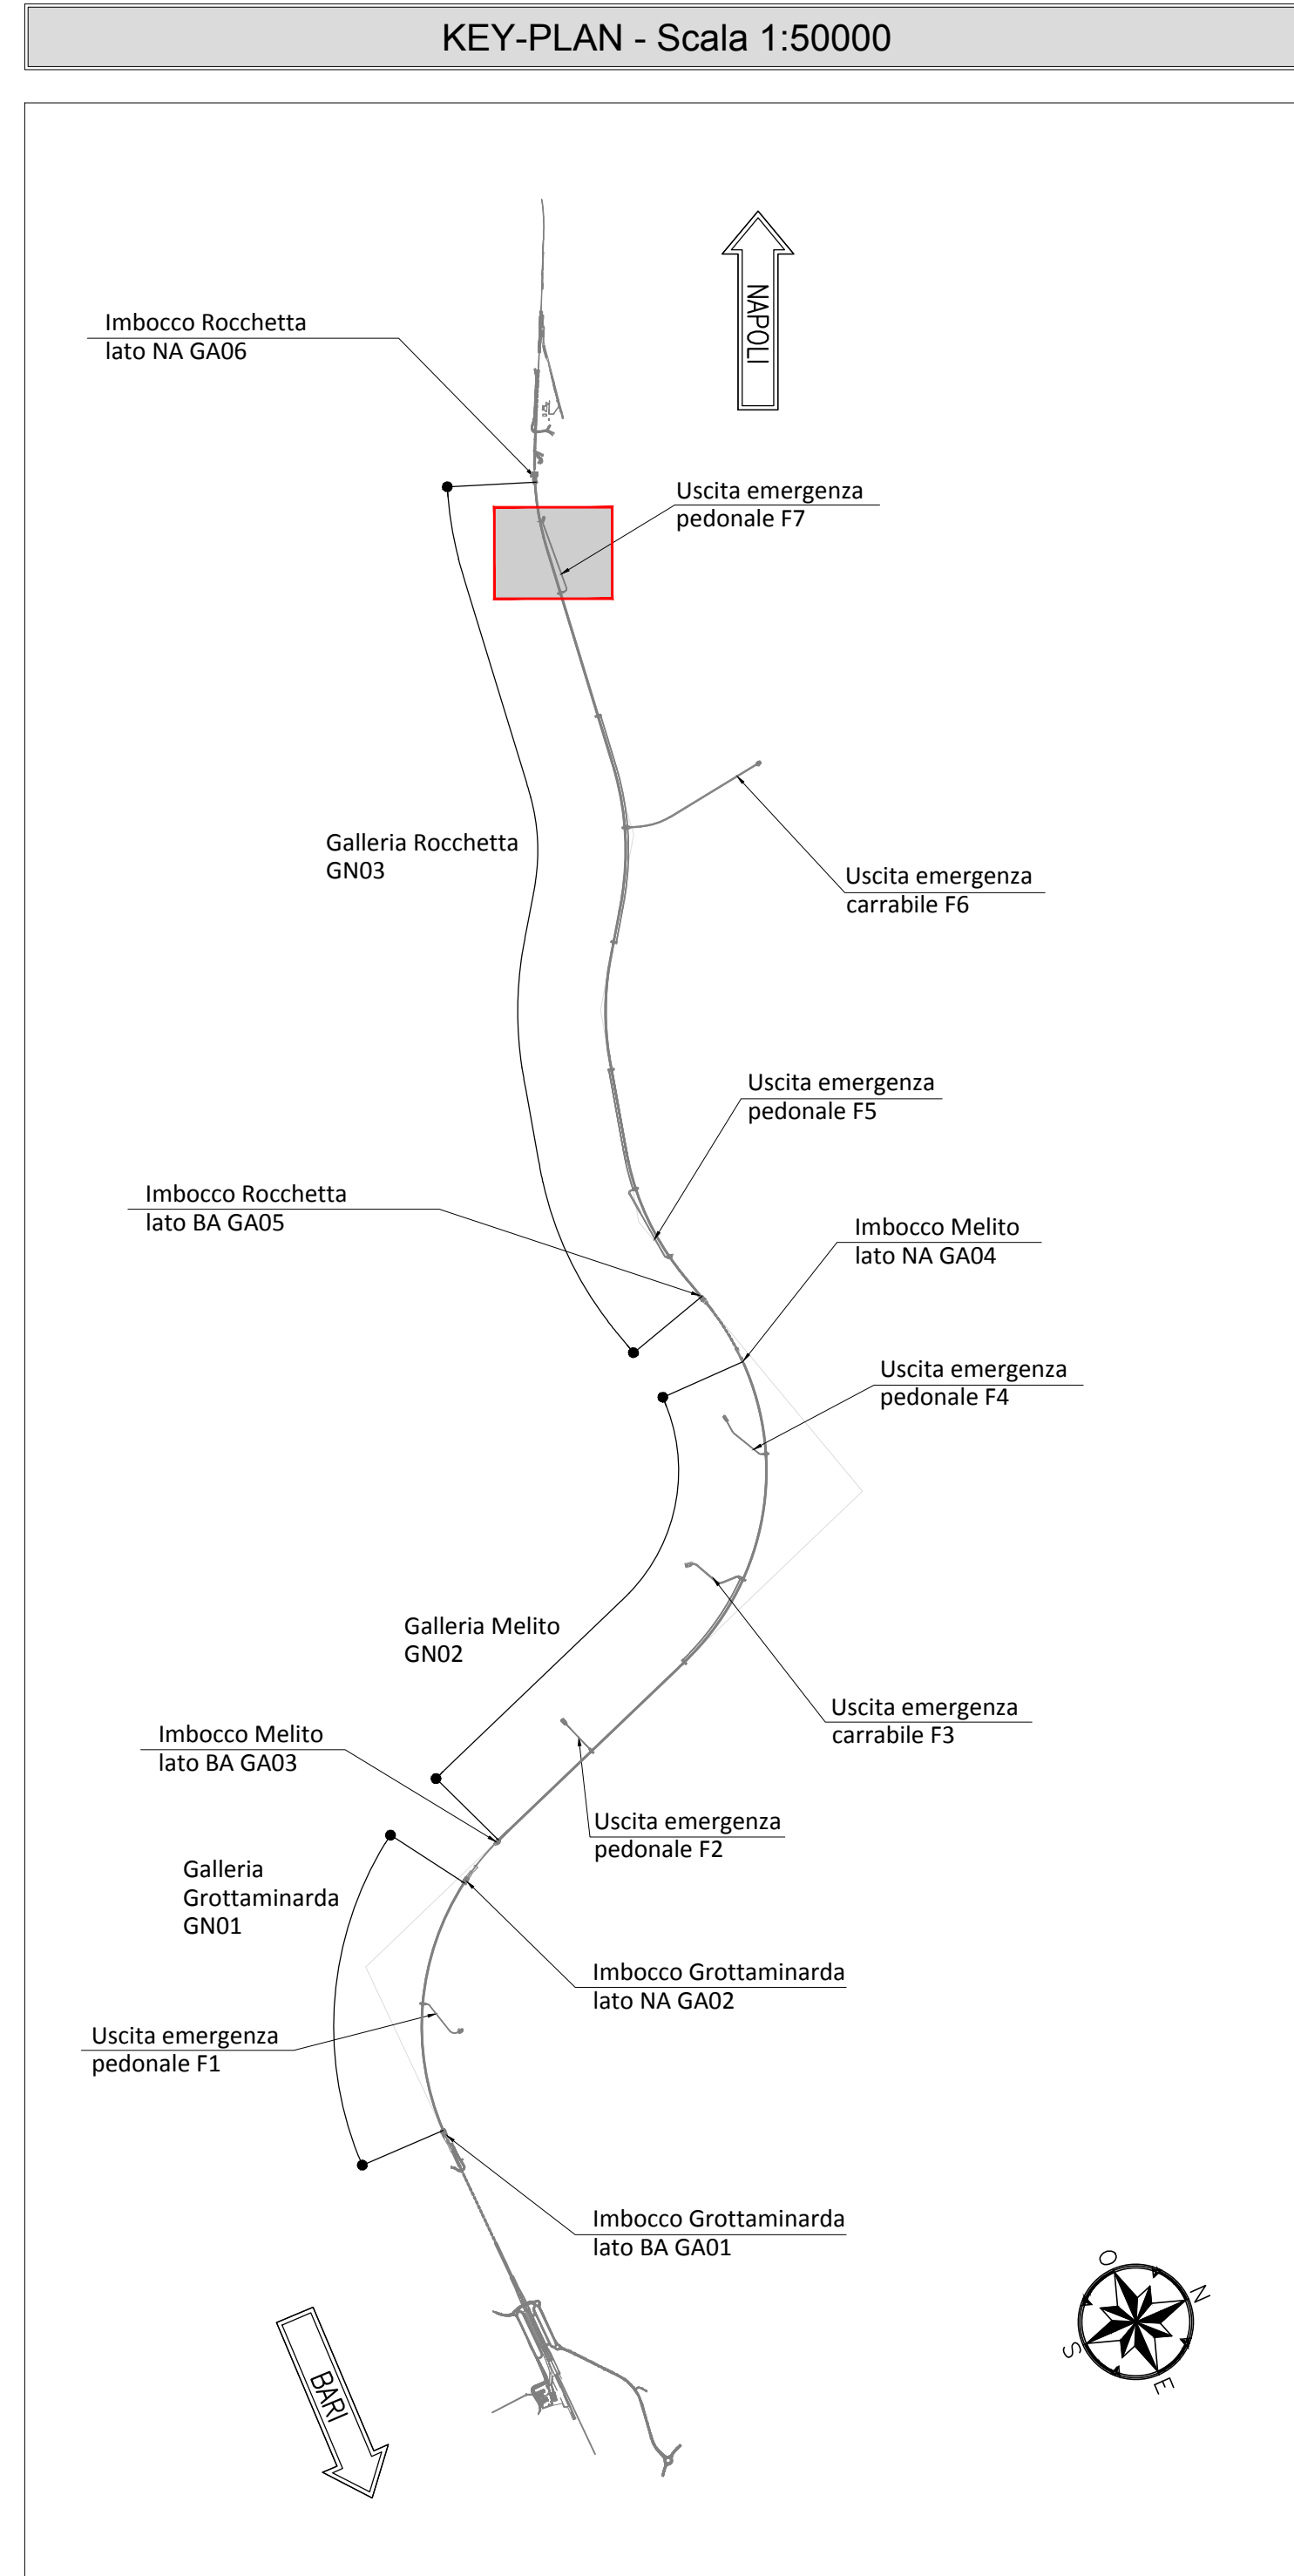 KEY-PLAN - Scala 1:50000
NAPOLI
Imbocco Rocchetta
lato NA GA06
Uscita emergenza
pedonale F7
Galleria Rocchetta
GN03
Uscita emergenza
carrabile F6
Uscita emergenza
pedonale F5
Imbocco Rocchetta
lato BA GA05
Imbocco Melito
lato NA GA04
Uscita emergenza
pedonale F4
Galleria Melito
GN02
Uscita emergenza
carrabile F3
Imbocco Melito
lato BA GA03
Uscita emergenza
pedonale F2
Galleria
Grottaminarda
GN01
Imbocco Grottaminarda
lato NA GA02
Uscita emergenza
pedonale F1
Imbocco Grottaminarda
lato BA GA01
BARI
O
N
S
E